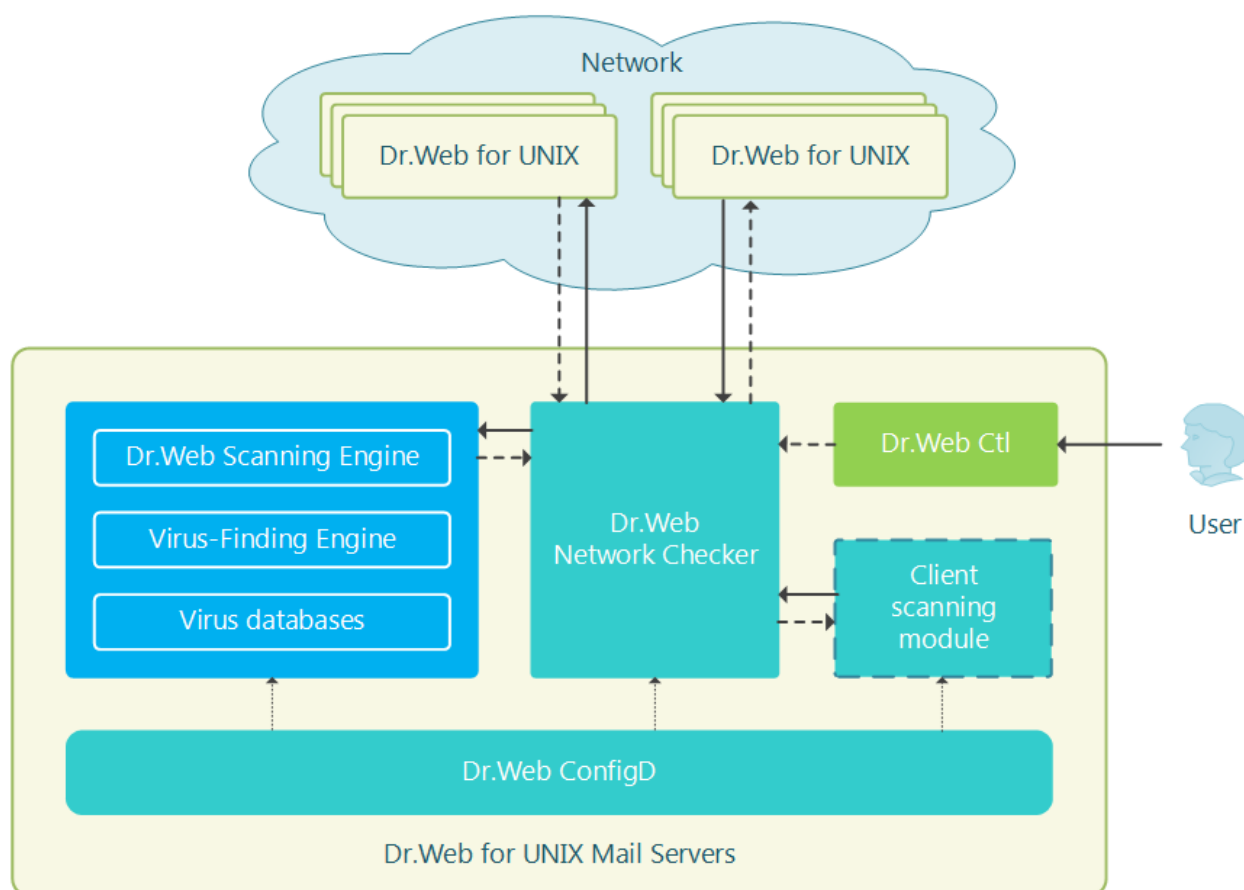 Network
Dr.Web for UNIX
Dr.Web for UNIX
Dr.Web Scanning Engine
Virus-Finding Engine
Virus databases
Dr.Web
Network Checker
Dr.Web Ctl
User
Client
scanning
module
Dr.Web ConfigD
Dr.Web for UNIX Mail Servers